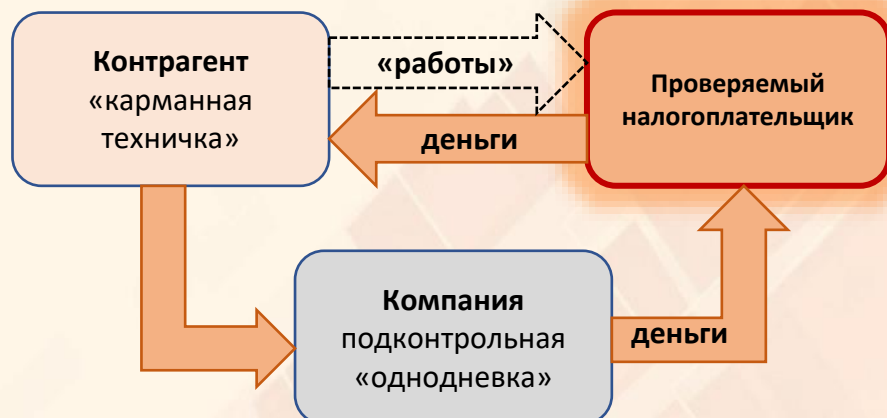 Контрагент
«карманная
техничка»
«работы»
деньги
Проверяемый
налогоплательщик
Компания
подконтрольная
«однодневка»
деньги